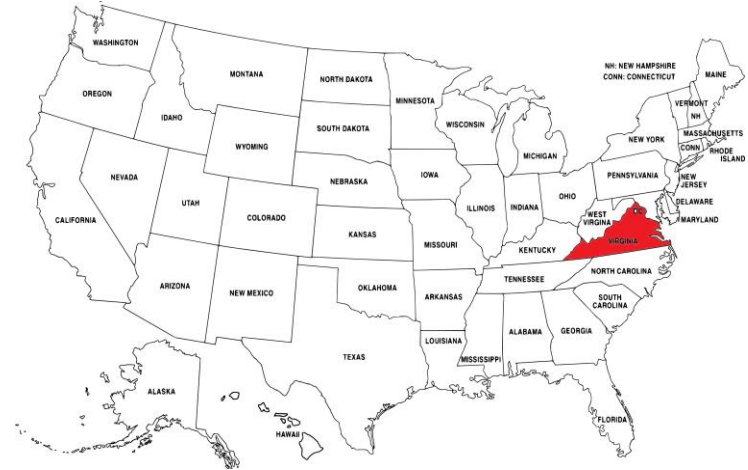 WASHINGTON
OREGON
IDAHO
MONTANA
WYOMING
NEVADA
UTAH
CALIFORNIA
ARIZONA
COLORADO
NEW MEXICO
NORTH DAKOTA
SOUTH DAKOTA
NEBRASKA
KANSAS
OKLAHOMA
TEXAS
MINNESOTA
IOWA
MISSOURI
ARKANSAS
LOUISIANA
WISCONSIN
ILLINOIS
MICHIGAN
INDIANA
OHIO
KENTUCKY
TENNESSEE
MISSISSIPPI
ALABAMA
GEORGIA
FLORIDA
SOUTH
CAROLINA
NORTH CAROLINA
VIRGINIA
WEST
VIRGINIA
PENNSYLVANIA
NEW YORK
NH: NEW HAMPSHIRE
CONN: CONNECTICUT
MAINE
VERMONT
NH
MASSACHUSETTS
CONN
RHODE
ISLAND
NEW
JERSEY
DELAWARE
MARYLAND
ALASKA
HAWAII